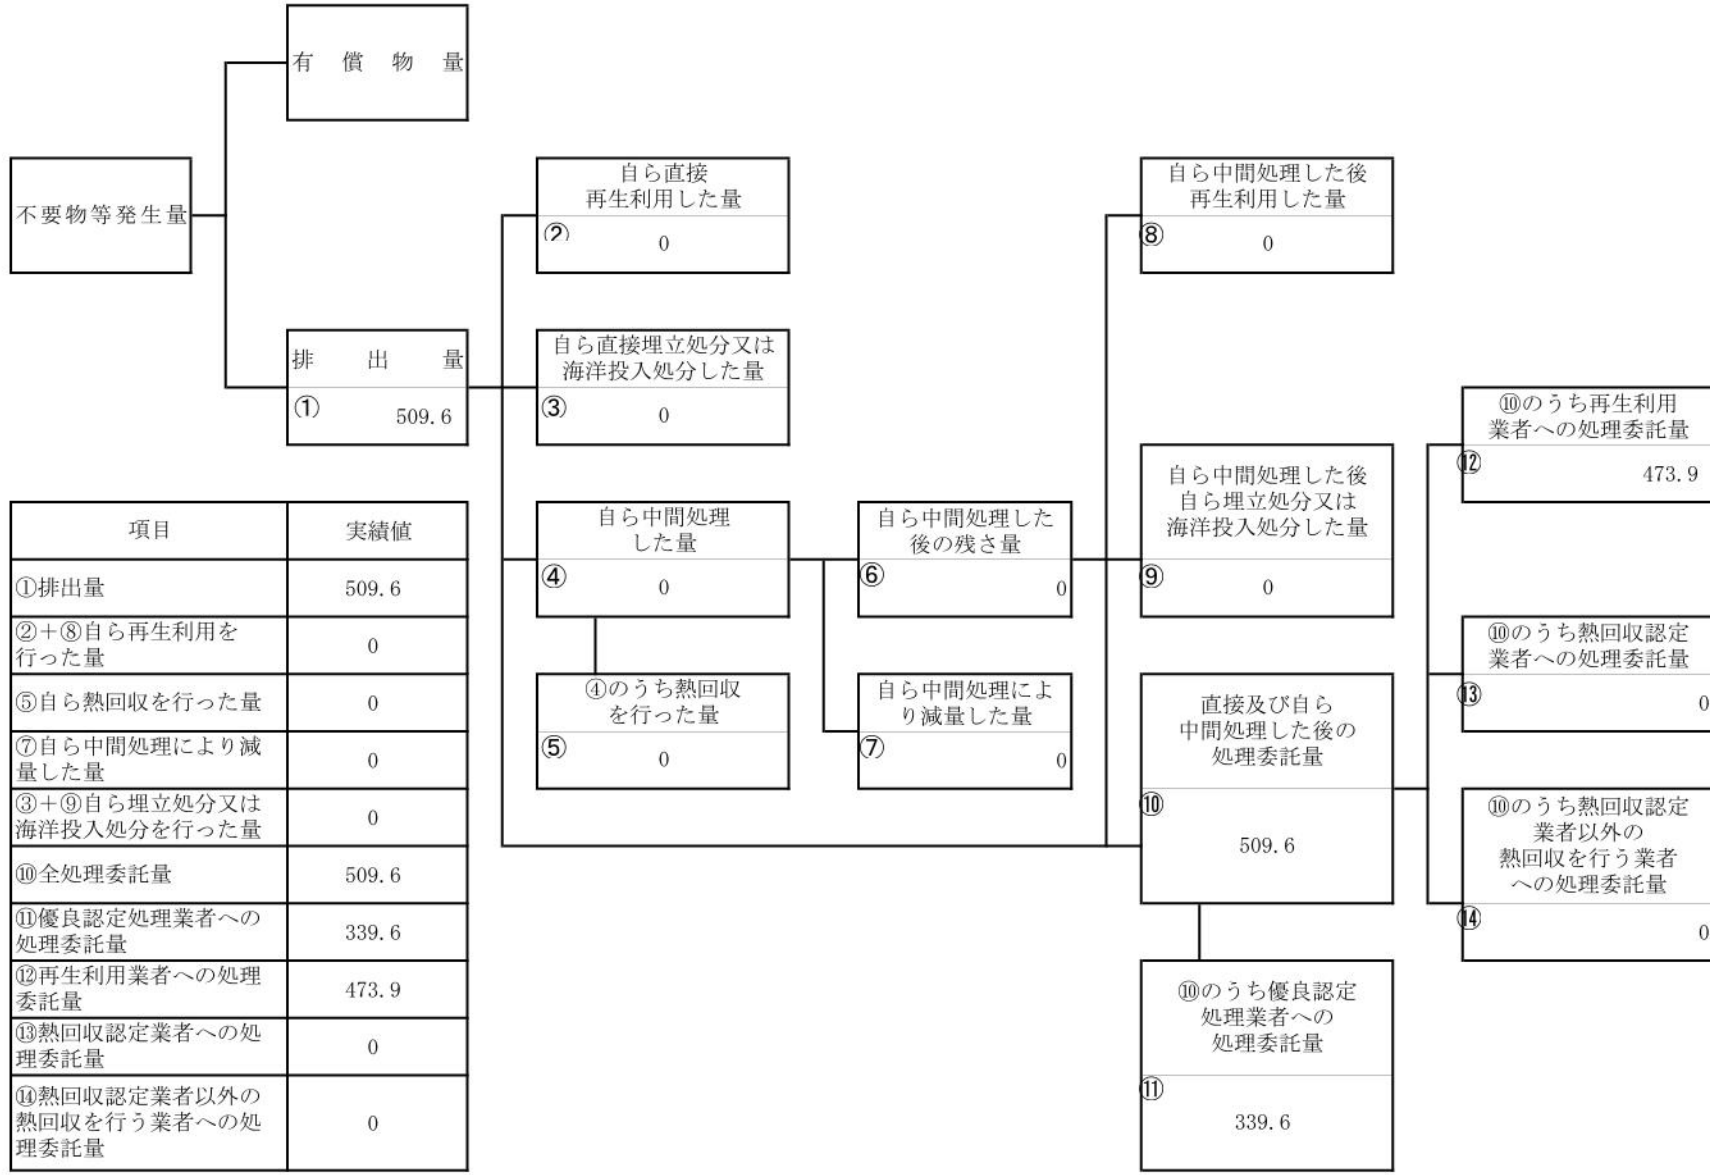 有償物量
不要物等発生量
排出量
① 509.6
自ら直接
再生利用した量
② 0
自ら直接埋立処分又は
海洋投入処分した量
③ 0
自ら中間処理
した量
④ 0
④のうち熱回収
を行った量
⑤ 0
自ら中間処理した
後の残さ量
⑥ 0
自ら中間処理によ
り減量した量
⑦ 0
自ら中間処理した後
再生利用した量
⑧ 0
自ら中間処理した後
自ら埋立処分又は
海洋投入処分した量
⑨ 0
直接及び自ら
中間処理した後の
処理委託量
⑩
509.6
⑩のうち優良認定
処理業者への
処理委託量
⑪
339.6
⑩のうち再生利用
業者への処理委託量
⑫ 473.9
⑩のうち熱回収認定
業者への処理委託量
⑬ 0
⑩のうち熱回収認定
業者以外の
熱回収を行う業者
への処理委託量
⑭ 0
項目 実績値
①排出量 509.6
②+⑧自ら再生利用を
行った量 0
⑤自ら熱回収を行った量 0
⑦自ら中間処理により減
量した量 0
③+⑨自ら埋立処分又は
海洋投入処分を行った量 0
⑩全処理委託量 509.6
⑪優良認定処理業者への
処理委託量 339.6
⑫再生利用業者への処理
委託量 473.9
⑬熱回収認定業者への処
理委託量 0
⑭熱回収認定業者以外の
熱回収を行う業者への処
理委託量 0